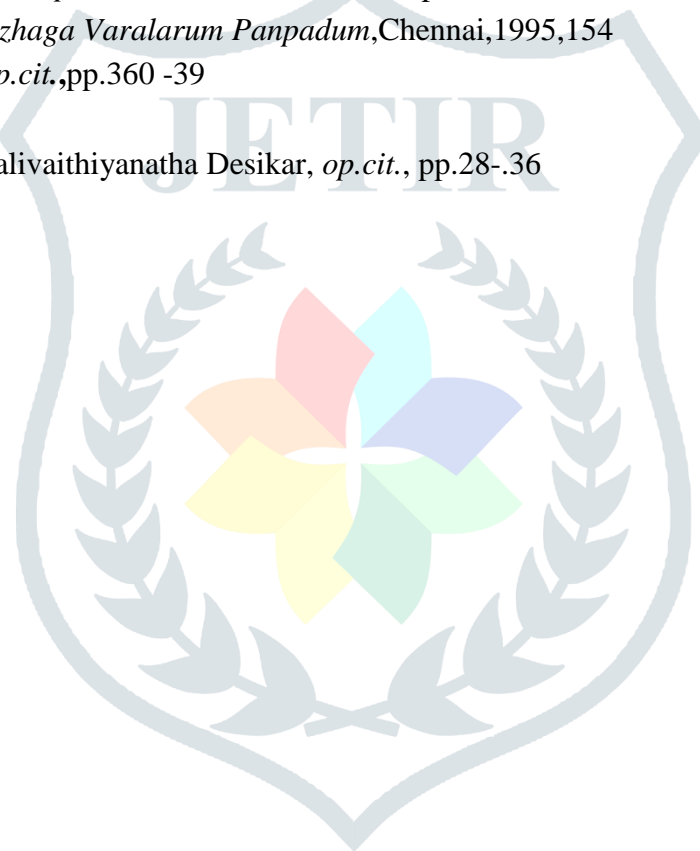 zhaga Varalarum Panpadum,Chennai,1995,154
p.cit.,pp.360 -39
JETIR
alivaithiyanatha Desikar, op.cit., pp.28-.36